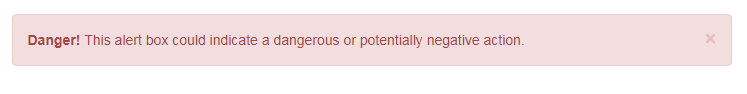 Danger! This alert box could indicate a dangerous or potentially negative action. ×